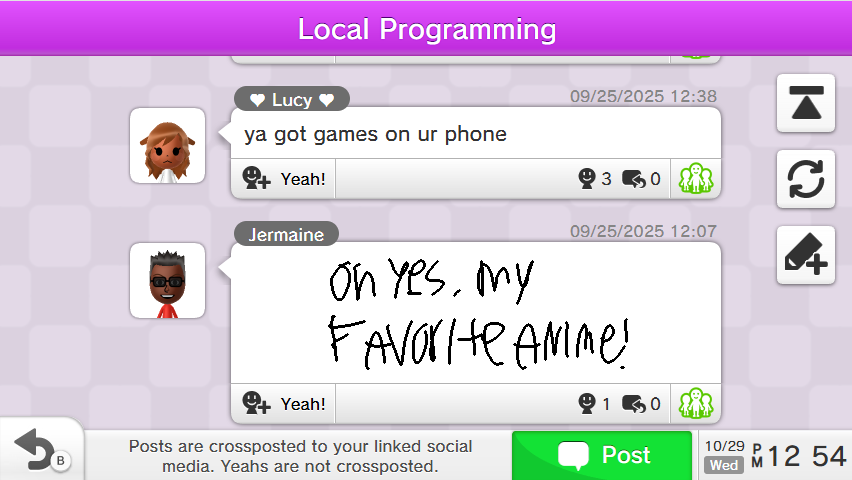 Local Programming
♥ Lucy ♥
09/25/2025 12:38
ya got games on ur phone
Yeah!
3
0
Jermaine
09/25/2025 12:07
oh yes, my
FAVORITE ANIME!
Yeah!
1
0
B
Posts are crossposted to your linked social
media. Yeahs are not crossposted.
Post
10/29
Wed
PM 12 54